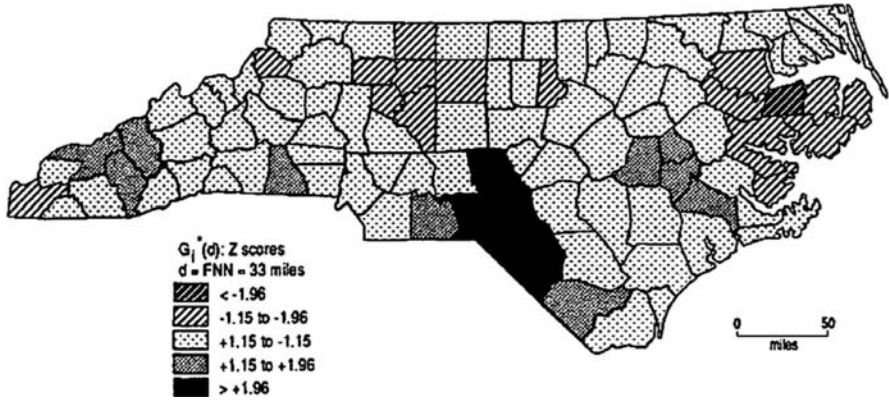 G_i*(d): Z scores
d = FNN = 33 miles
< -1.96
-1.15 to -1.96
+1.15 to -1.15
+1.15 to +1.96
> +1.96
0 50
miles